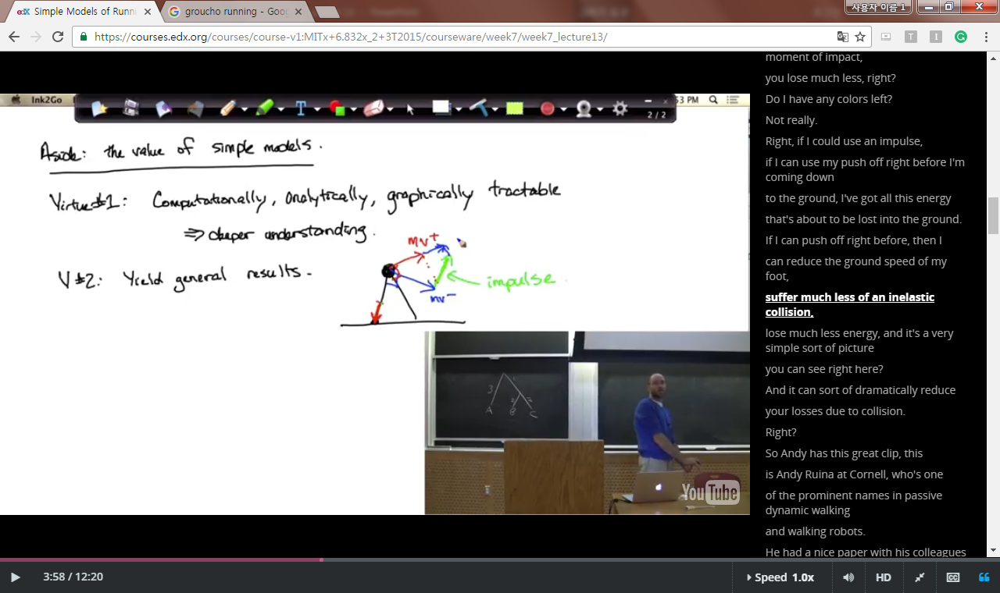 Simple Models of Runni
groucho running - Goog
사용자 이름 1
https://courses.edx.org/courses/course-v1:MITx+6.832x_2+3T2015/courseware/week7/week7_lecture13/
Ink2Go
53 PM
2/2
Aside: the value of simple models.
Virtue #1: Computationally, analytically, graphically tractable
⇒ deeper understanding.
V #2: Yield general results.
mv+
mv-
impulse
3
1
2
2
A
B
C
YouTube
moment of impact,
you lose much less, right?
Do I have any colors left?
Not really.
Right, if I could use an impulse,
if I can use my push off right before I'm
coming down
to the ground, I've got all this energy
that's about to be lost into the ground.
If I can push off right before, then I
can reduce the ground speed of my
foot,
suffer much less of an inelastic
collision,
lose much less energy, and it's a very
simple sort of picture
you can see right here?
And it can sort of dramatically reduce
your losses due to collision.
Right?
So Andy has this great clip, this
is Andy Ruina at Cornell, who's one
of the prominent names in passive
dynamic walking
and walking robots.
He had a nice paper with his colleagues
3:58 / 12:20
Speed 1.0x
HD
CC